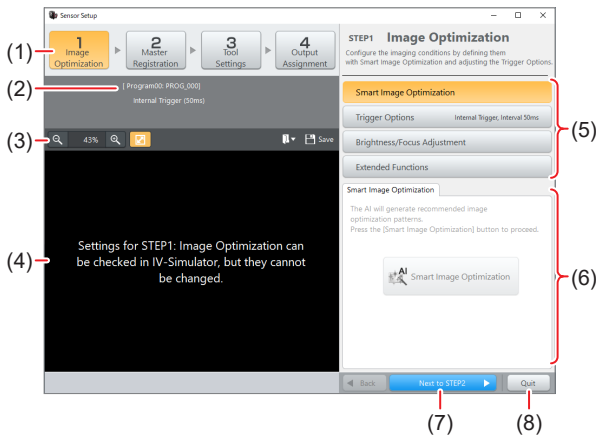 Sensor Setup
(1)
1
Image
Optimization
2
Master
Registration
3
Tool
Settings
4
Output
Assignment
STEP1 Image Optimization
Configure the imaging conditions by defining them
with Smart Image Optimization and adjusting the Trigger Options.
(2)
[ Program00: PROG_000]
Internal Trigger (50ms)
Smart Image Optimization
Trigger Options Internal Trigger, Interval 50ms
Brightness/Focus Adjustment
Extended Functions
(5)
(3)
43%
Save
(4)
Settings for STEP1: Image Optimization can
be checked in IV-Simulator, but they cannot
be changed.
Smart Image Optimization
The AI will generate recommended image
optimization patterns.
Press the [Smart Image Optimization] button to proceed.
AI Smart Image Optimization
(6)
Back
Next to STEP2
Quit
(7)
(8)